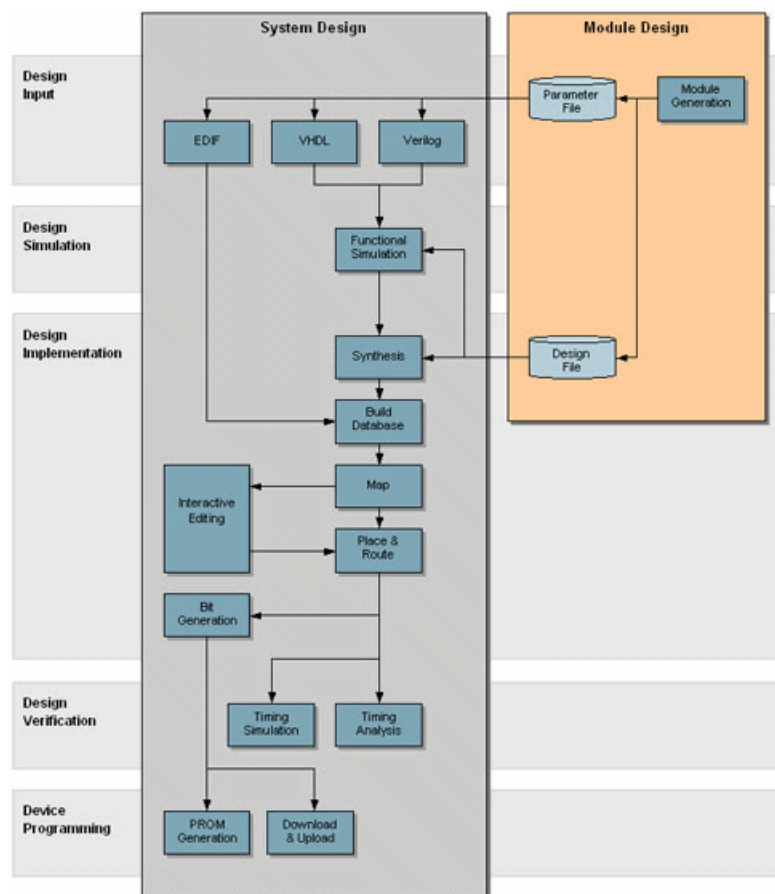 System Design
Module Design
Design
Input
Parameter
File
Module
Generation
EDIF
VHDL
Verilog
Design
Simulation
Functional
Simulation
Design
Implementation
Synthesis
Design
File
Build
Database
Map
Interactive
Editing
Place &
Route
Bit
Generation
Design
Verification
Timing
Simulation
Timing
Analysis
Device
Programming
PROM
Generation
Download
& Upload